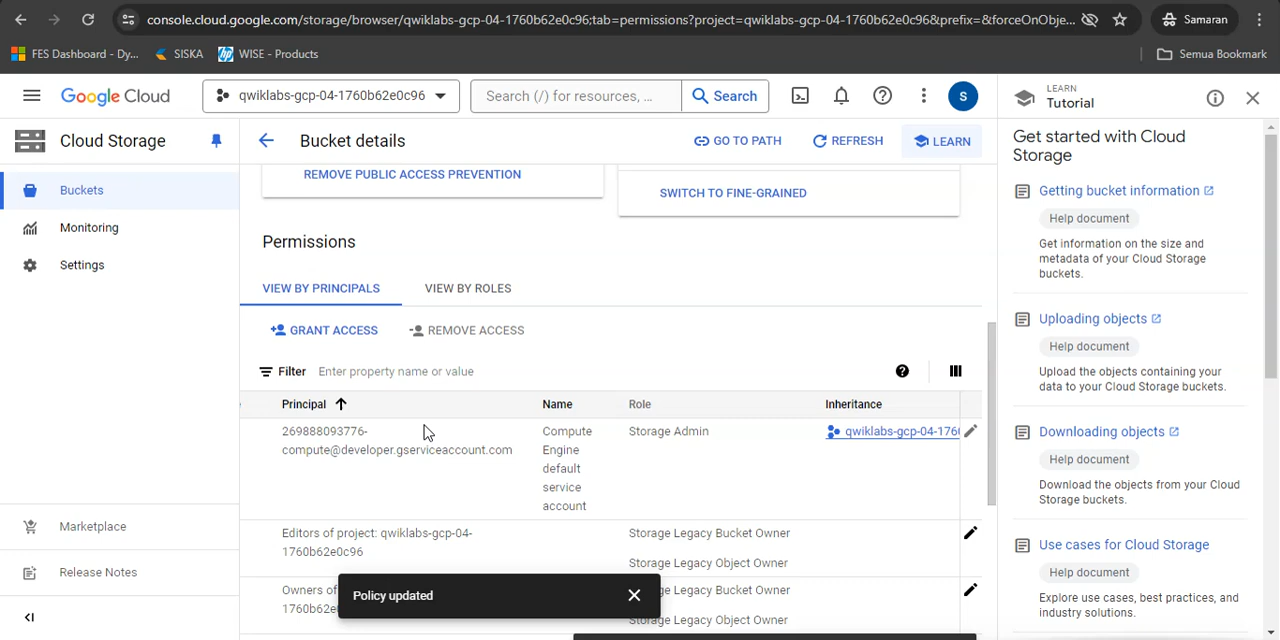 console.cloud.google.com/storage/browser/qwiklabs-gcp-04-1760b62e0c96;tab=permissions?project=qwiklabs-gcp-04-1760b62e0c96&prefix=&forceOnObje...
Samaran
FES Dashboard - Dy...
SISKA
WISE - Products
Semua Bookmark
Google Cloud
qwiklabs-gcp-04-1760b62e0c96
Search (/) for resources, ...
Search
S
LEARN
Tutorial
Cloud Storage
Bucket details
GO TO PATH
REFRESH
LEARN
Get started with Cloud
Storage
Buckets
Monitoring
Settings
Marketplace
Release Notes
REMOVE PUBLIC ACCESS PREVENTION
SWITCH TO FINE-GRAINED
Permissions
VIEW BY PRINCIPALS
VIEW BY ROLES
GRANT ACCESS
REMOVE ACCESS
Filter
Enter property name or value
Principal
Name
Role
Inheritance
269888093776-
compute@developer.gserviceaccount.com
Compute
Engine
default
service
account
Storage Admin
qwiklabs-gcp-04-176
Editors of project: qwiklabs-gcp-04-
1760b62e0c96
Storage Legacy Bucket Owner
Storage Legacy Object Owner
Owners of
1760b62e0
ge Legacy Bucket Owner
ge Legacy Object Owner
Policy updated
Getting bucket information
Help document
Get information on the size and
metadata of your Cloud Storage
buckets.
Uploading objects
Help document
Upload the objects containing your
data to your Cloud Storage buckets.
Downloading objects
Help document
Download the objects from your Cloud
Storage buckets.
Use cases for Cloud Storage
Help document
Explore use cases, best practices, and
industry solutions.